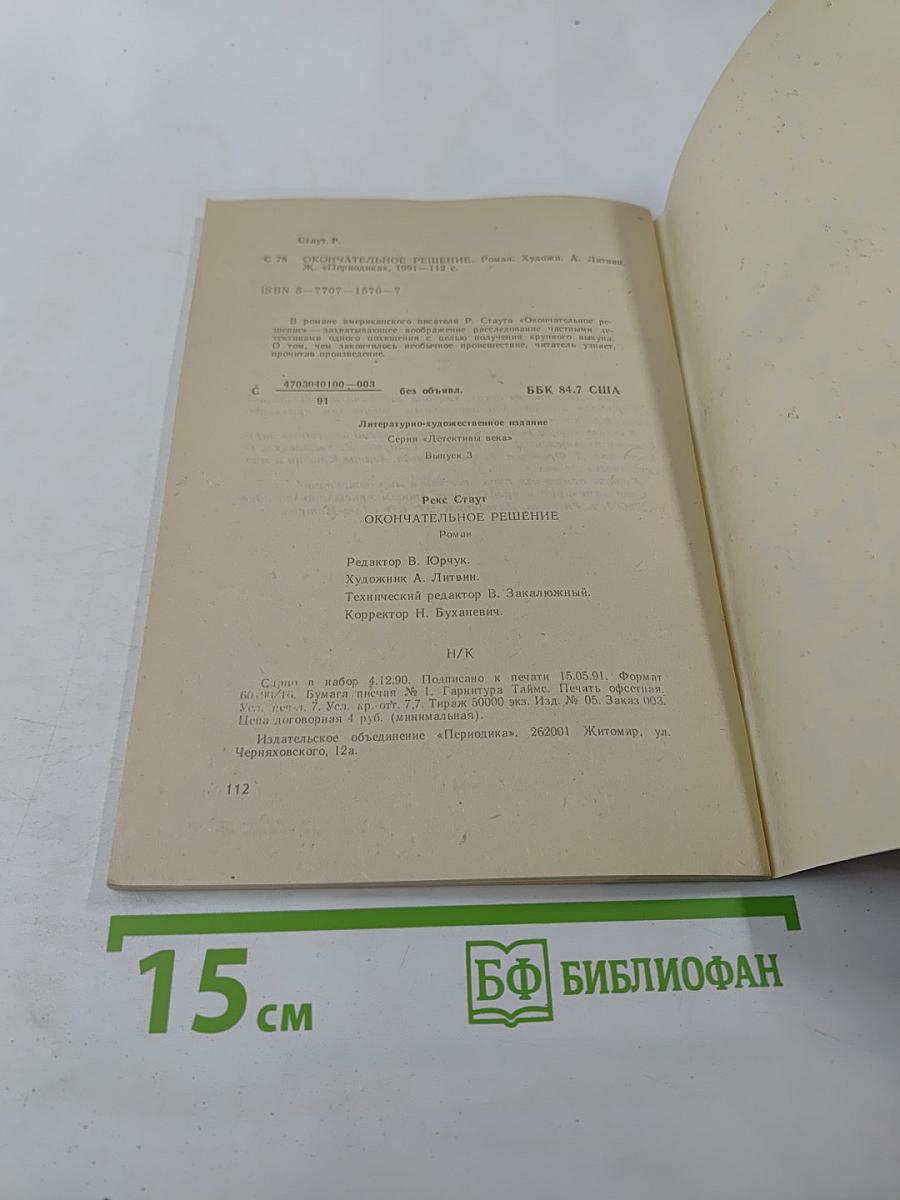 Стаут Р.
С 78 ОКОНЧАТЕЛЬНОЕ РЕШЕНИЕ. Роман. Художн. А. Литвин.
Ж. «Периодика», 1991—112 с.
ISBN 5—7707—1570—7
В романе американского писателя Р. Стаута «Окончательное ре-
шение» — захватывающее воображение расследование частными де-
тективами одного похищения с целью получения крупного выкупа.
О том, чем закончилось необычное происшествие, читатель узнает,
прочитав произведение.
С 4703040100—003 без объявл. ББК 84.7 США
91
Литературно-художественное издание
Серия «Детективы века»
Выпуск 3
Рекс Стаут
ОКОНЧАТЕЛЬНОЕ РЕШЕНИЕ
Роман
Редактор В. Юрчук.
Художник А. Литвин.
Технический редактор В. Закалюжный.
Корректор Н. Буханевич.
Н/К
Сдано в набор 4.12.90. Подписано к печати 15.05.91. Формат
Бумага писчая № 1. Гарнитура Таймс. Печать офсетная.
Усл. печ. л. 7. Усл. кр.-отт. 7,7. Тираж 50000 экз. Изд. № 05. Заказ 003.
Цена договорная 4 руб. (минимальная).
Издательское объединение «Периодика». 262001 Житомир, ул.
Черняховского, 12а.
112
15 см
БФ БИБЛИОФАН